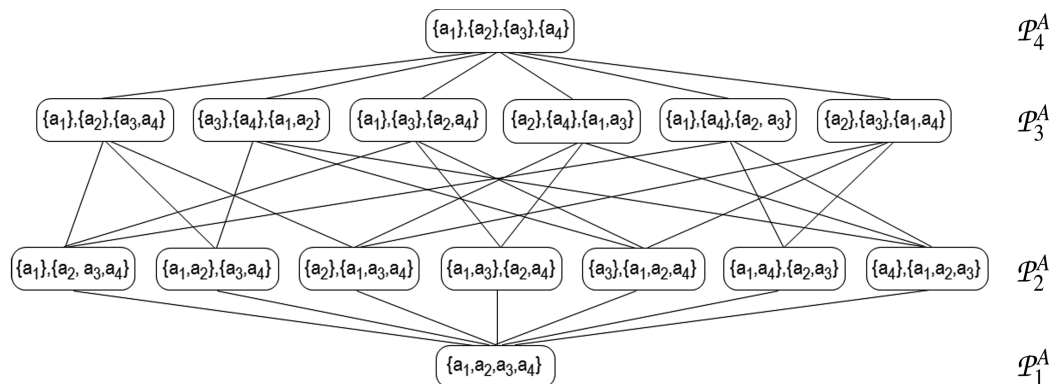 {a₁},{a₂},{a₃},{a₄} 𝒫₄ᴬ
{a₁},{a₂},{a₃,a₄} {a₃},{a₄},{a₁,a₂} {a₁},{a₃},{a₂,a₄} {a₂},{a₄},{a₁,a₃} {a₁},{a₄},{a₂, a₃} {a₂},{a₃},{a₁,a₄} 𝒫₃ᴬ
{a₁},{a₂, a₃,a₄} {a₁,a₂},{a₃,a₄} {a₂},{a₁,a₃,a₄} {a₁,a₃},{a₂,a₄} {a₃},{a₁,a₂,a₄} {a₁,a₄},{a₂,a₃} {a₄},{a₁,a₂,a₃} 𝒫₂ᴬ
{a₁,a₂,a₃,a₄} 𝒫₁ᴬ